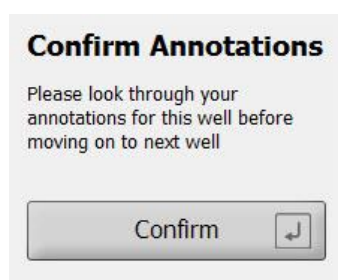 Confirm Annotations
Please look through your
annotations for this well before
moving on to next well
Confirm